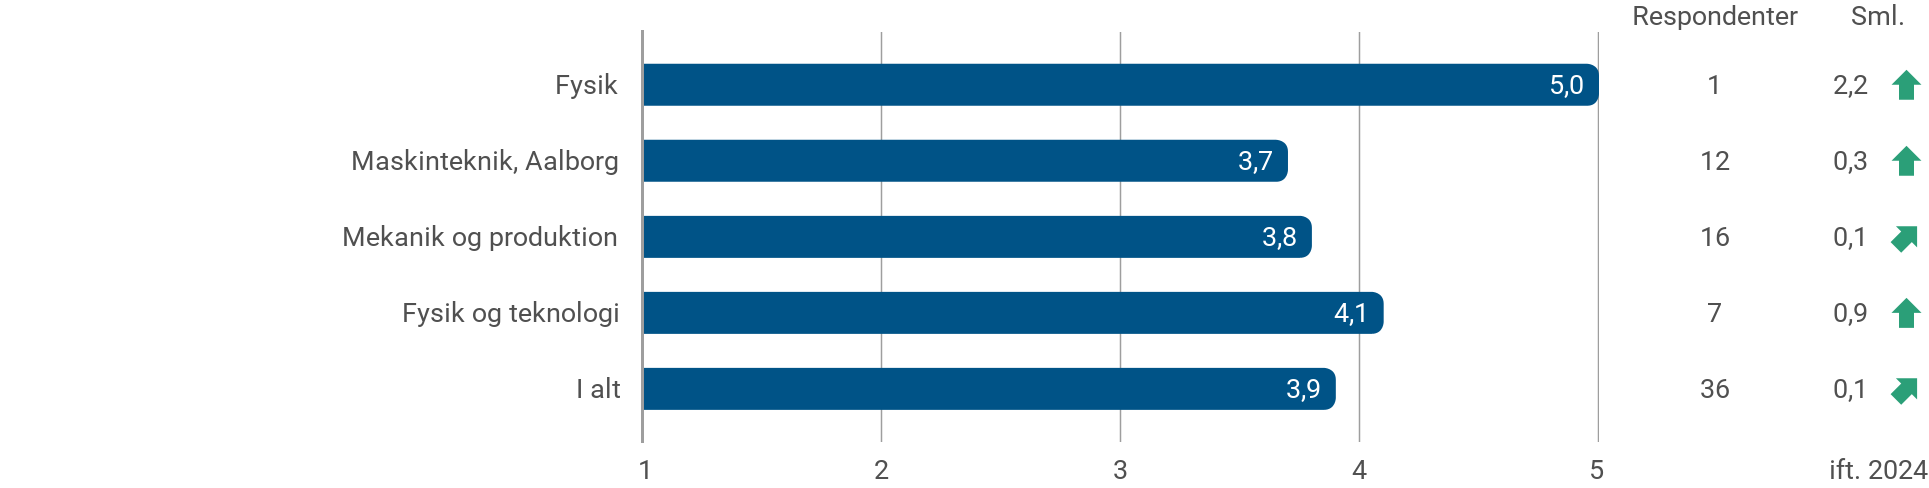 Respondenter Sml.
Fysik 5,0 1 2,2
Maskinteknik, Aalborg 3,7 12 0,3
Mekanik og produktion 3,8 16 0,1
Fysik og teknologi 4,1 7 0,9
I alt 3,9 36 0,1
1 2 3 4 5 ift. 2024